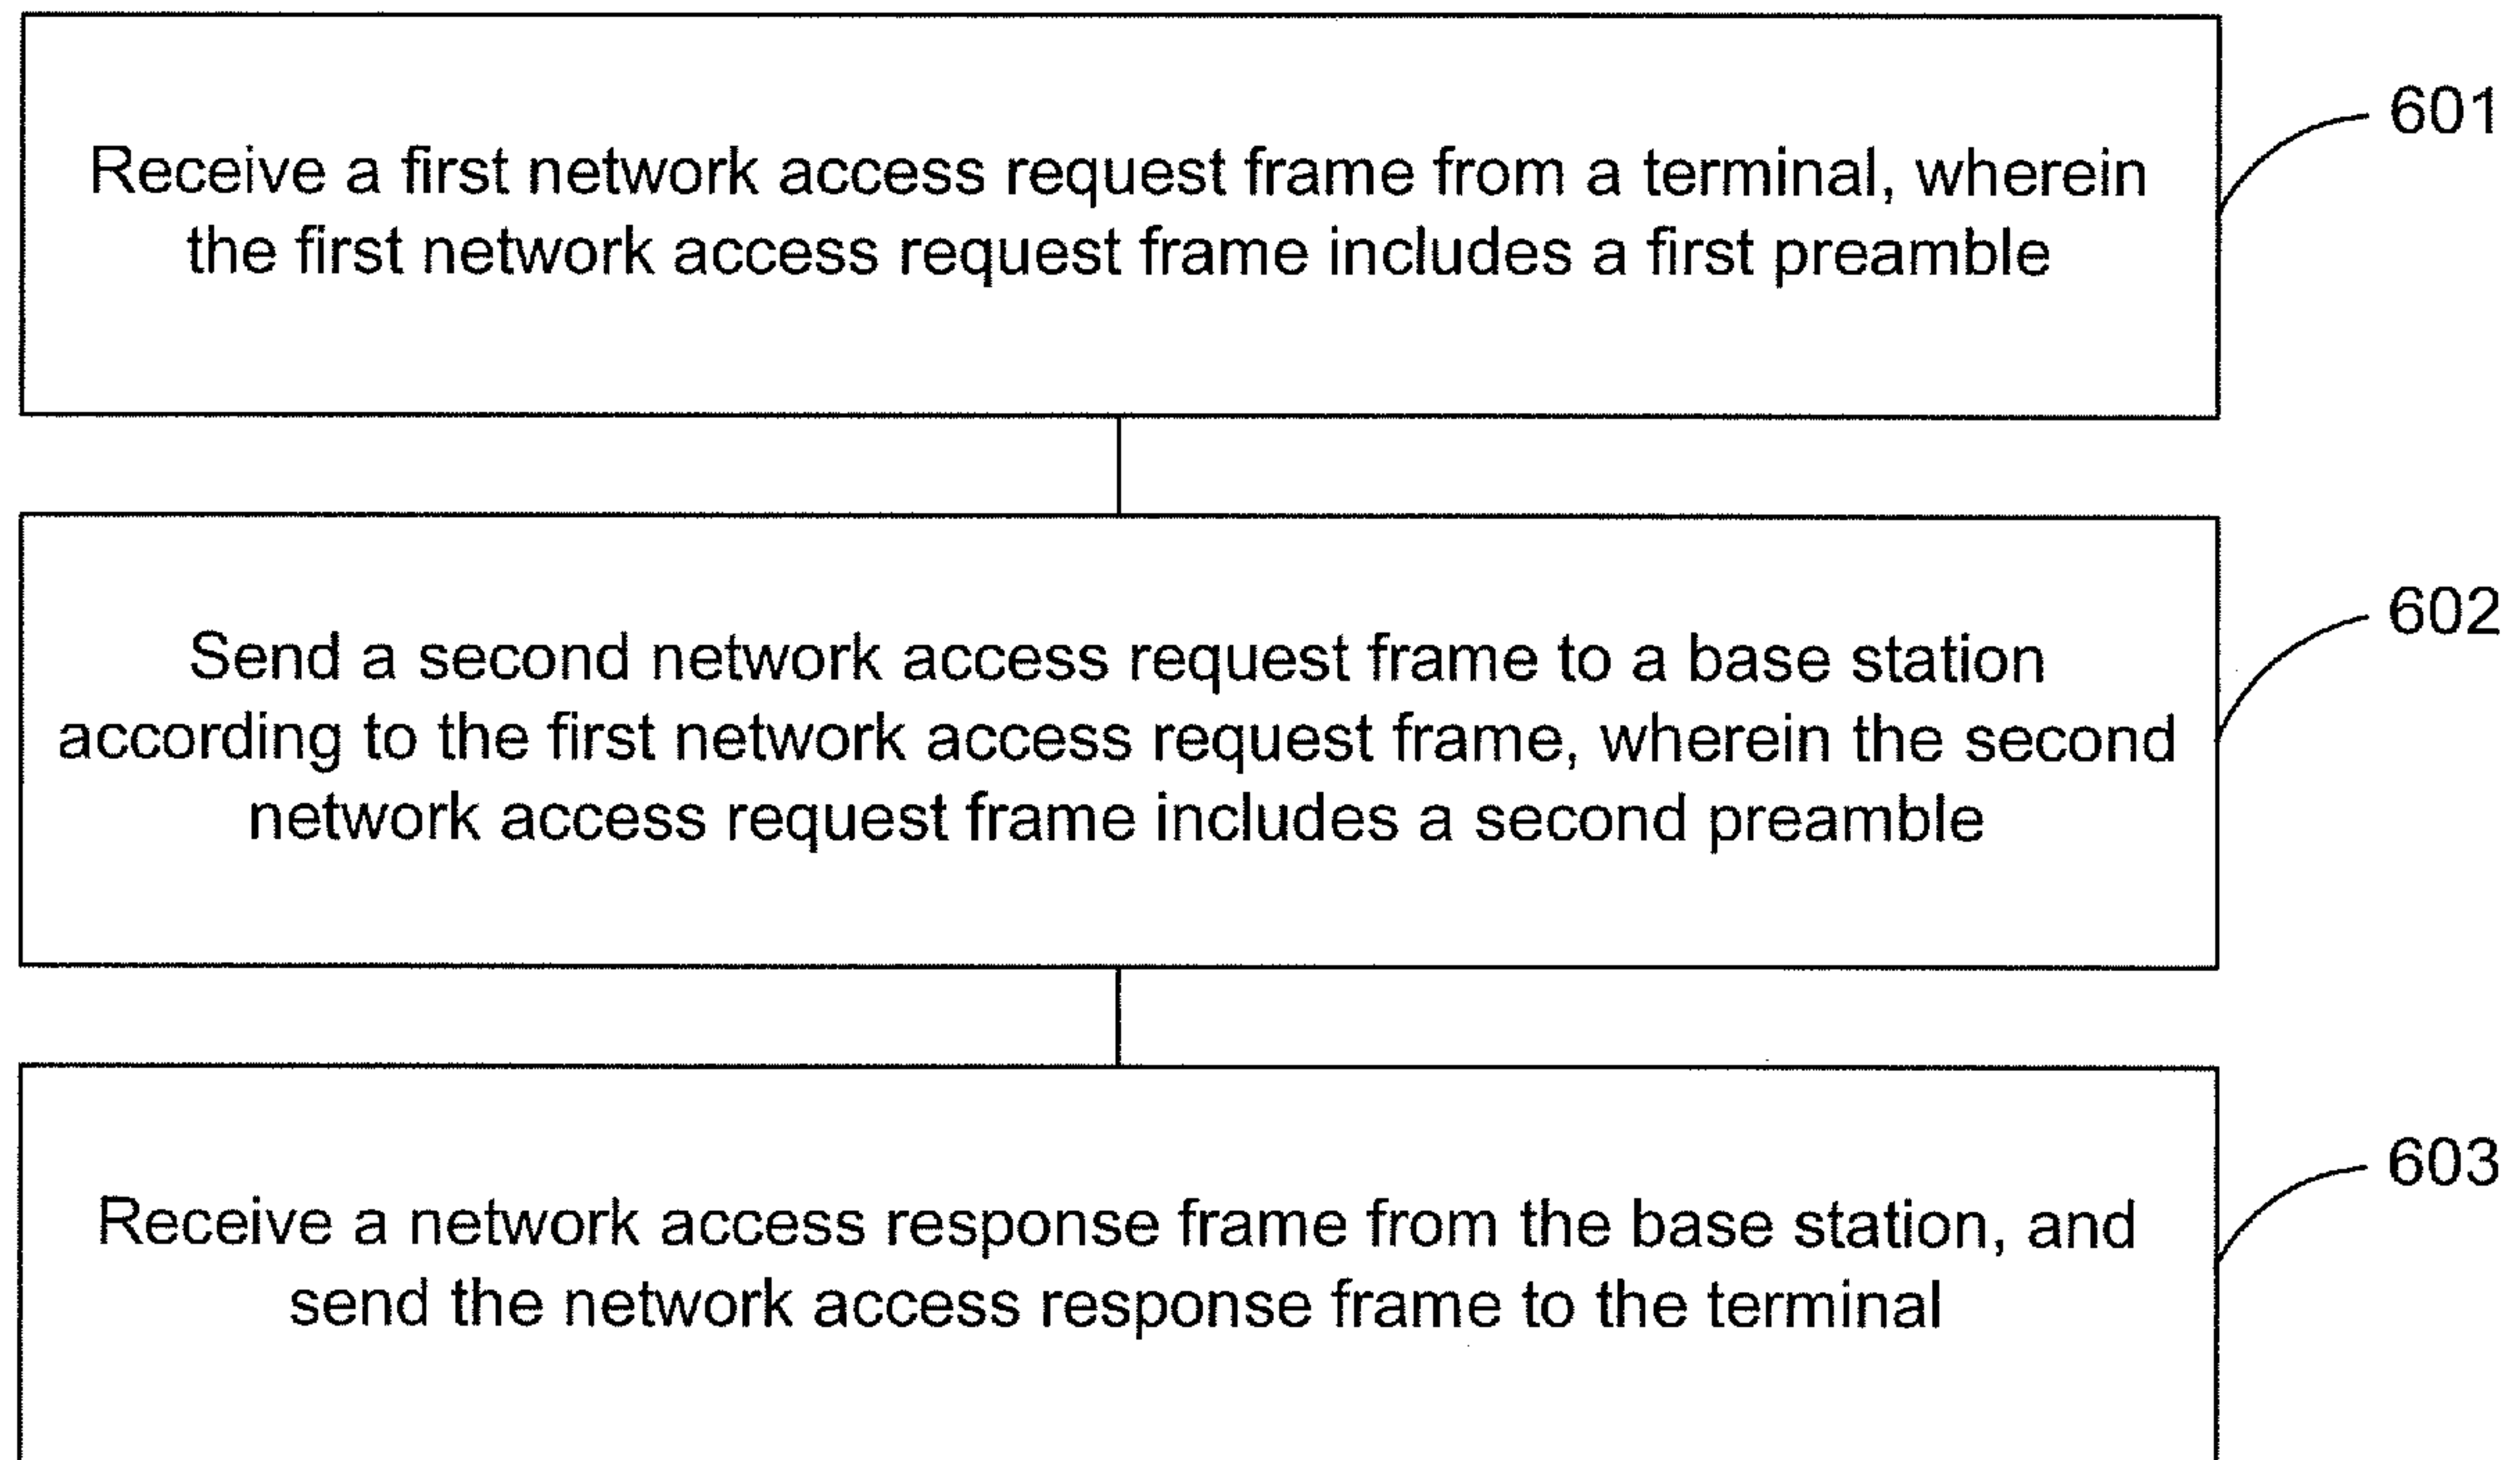 601
Receive a first network access request frame from a terminal, wherein
the first network access request frame includes a first preamble
602
Send a second network access request frame to a base station
according to the first network access request frame, wherein the second
network access request frame includes a second preamble
603
Receive a network access response frame from the base station, and
send the network access response frame to the terminal